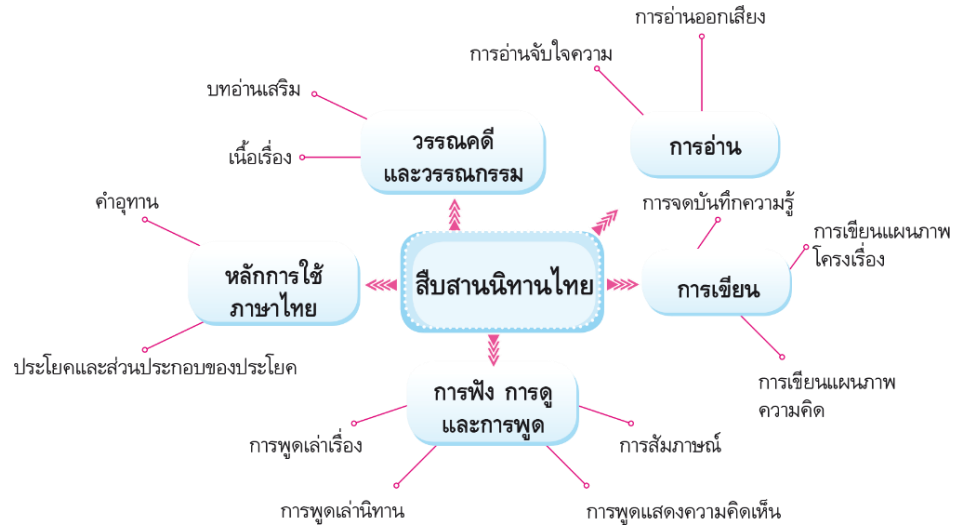 การอ่านออกเสียง
การอ่านจับใจความ
บทอ่านเสริม
วรรณคดี
และวรรณกรรม
การอ่าน
เนื้อเรื่อง
คำอุทาน
การจดบันทึกความรู้
การเขียนแผนภาพ
โครงเรื่อง
หลักการใช้
ภาษาไทย
สืบสานนิทานไทย
การเขียน
ประโยคและส่วนประกอบของประโยค
การเขียนแผนภาพ
ความคิด
การฟัง การดู
และการพูด
การพูดเล่าเรื่อง
การสัมภาษณ์
การพูดเล่านิทาน
การพูดแสดงความคิดเห็น